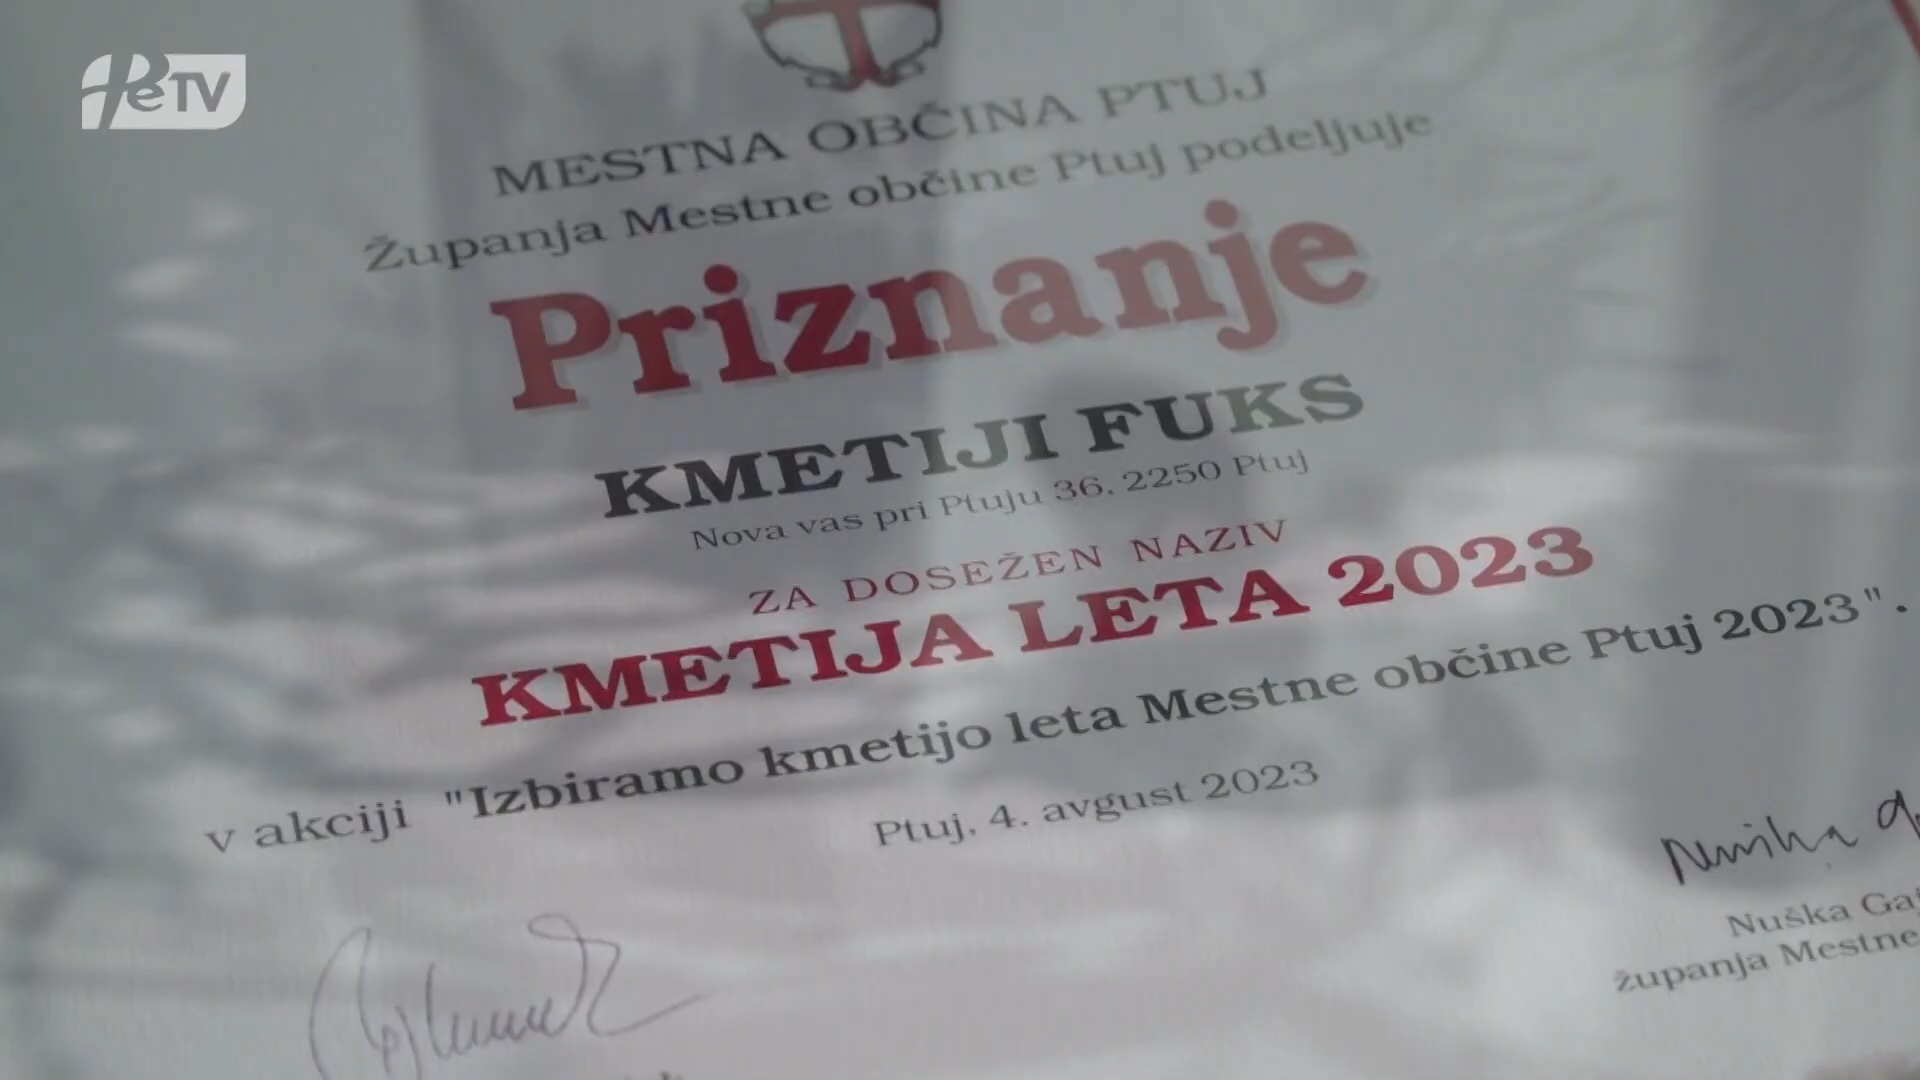 PeTV
MESTNA OBČINA PTUJ
Županja Mestne občine Ptuj podeljuje
Priznanje
KMETIJI FUKS
Nova vas pri Ptuju 36, 2250 Ptuj
ZA DOSEŽEN NAZIV
KMETIJA LETA 2023
v akciji "Izbiramo kmetijo leta Mestne občine Ptuj 2023".
Ptuj, 4. avgust 2023
Nuška
županja Mestne